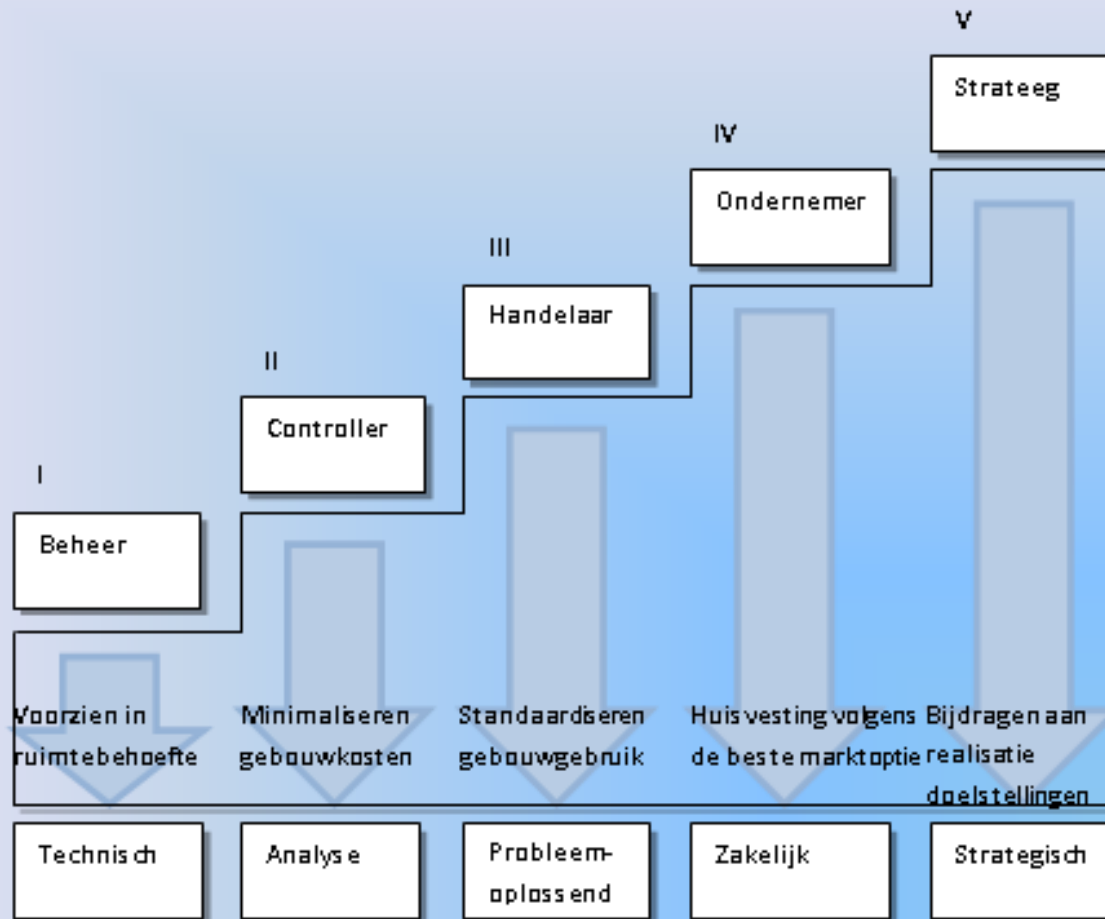 V
Strateeg
IV
Ondernemer
III
Handelaar
II
Controller
I
Beheer
Voorzien in
ruimtebehoefte
Minimaliseren
gebouwkosten
Standaardiseren
gebouwgebruik
Huisvesting volgens
de beste marktoptie
Bijdragen aan
realisatie
doelstellingen
Technisch
Analyse
Probleem-
oplossend
Zakelijk
Strategisch